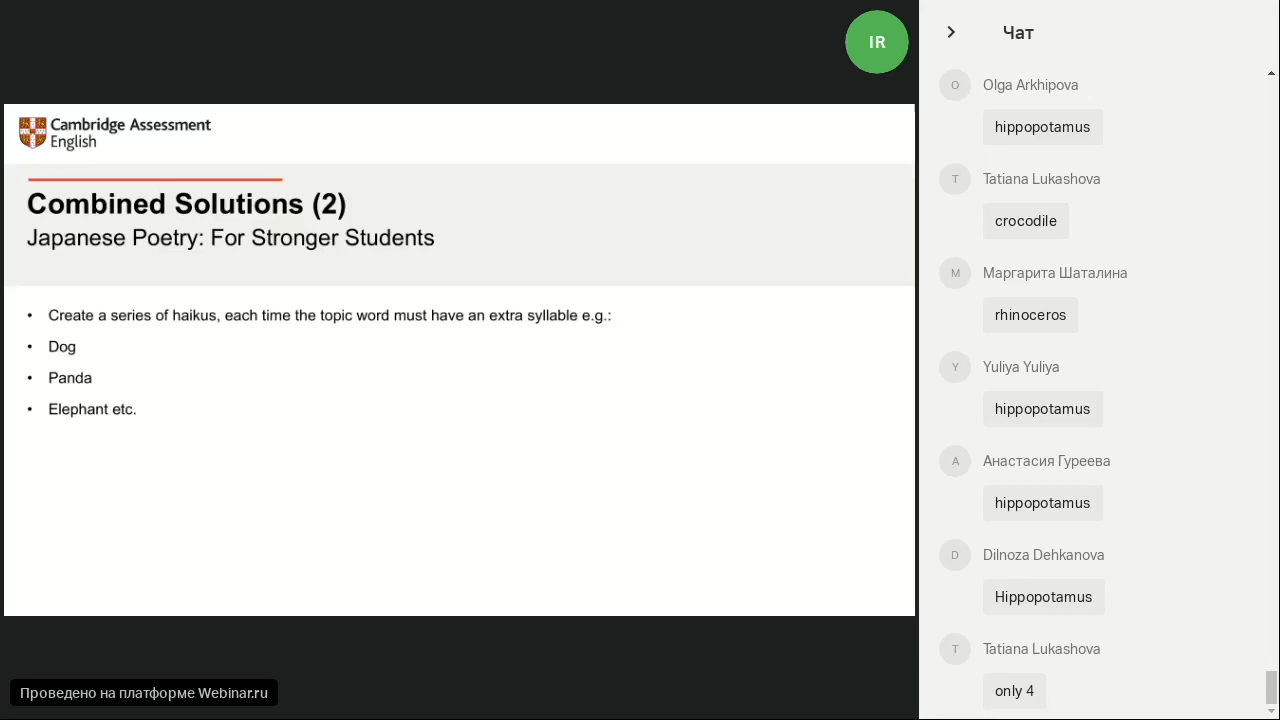 IR
Cambridge Assessment
English
Combined Solutions (2)
Japanese Poetry: For Stronger Students
• Create a series of haikus, each time the topic word must have an extra syllable e.g.:
• Dog
• Panda
• Elephant etc.
Проведено на платформе Webinar.ru
Чат
O Olga Arkhipova
hippopotamus
T Tatiana Lukashova
crocodile
М Маргарита Шаталина
rhinoceros
Y Yuliya Yuliya
hippopotamus
А Анастасия Гуреева
hippopotamus
D Dilnoza Dehkanova
Hippopotamus
T Tatiana Lukashova
only 4